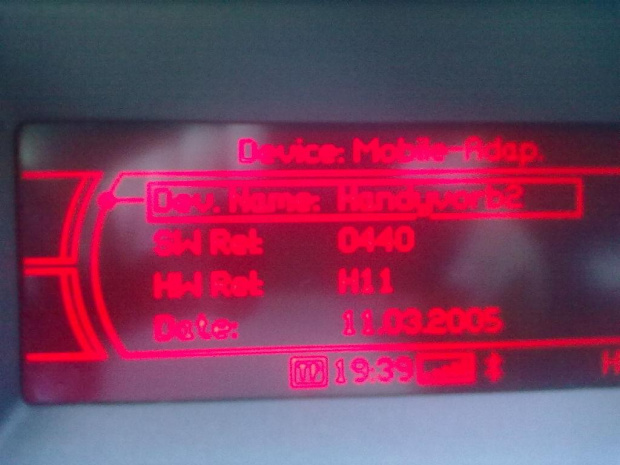 Device: Mobile-Adap.
Dev. Name: Handyvorb2
SW Rel: 0440
HW Rel: H11
Date: 11.03.2005
19:39